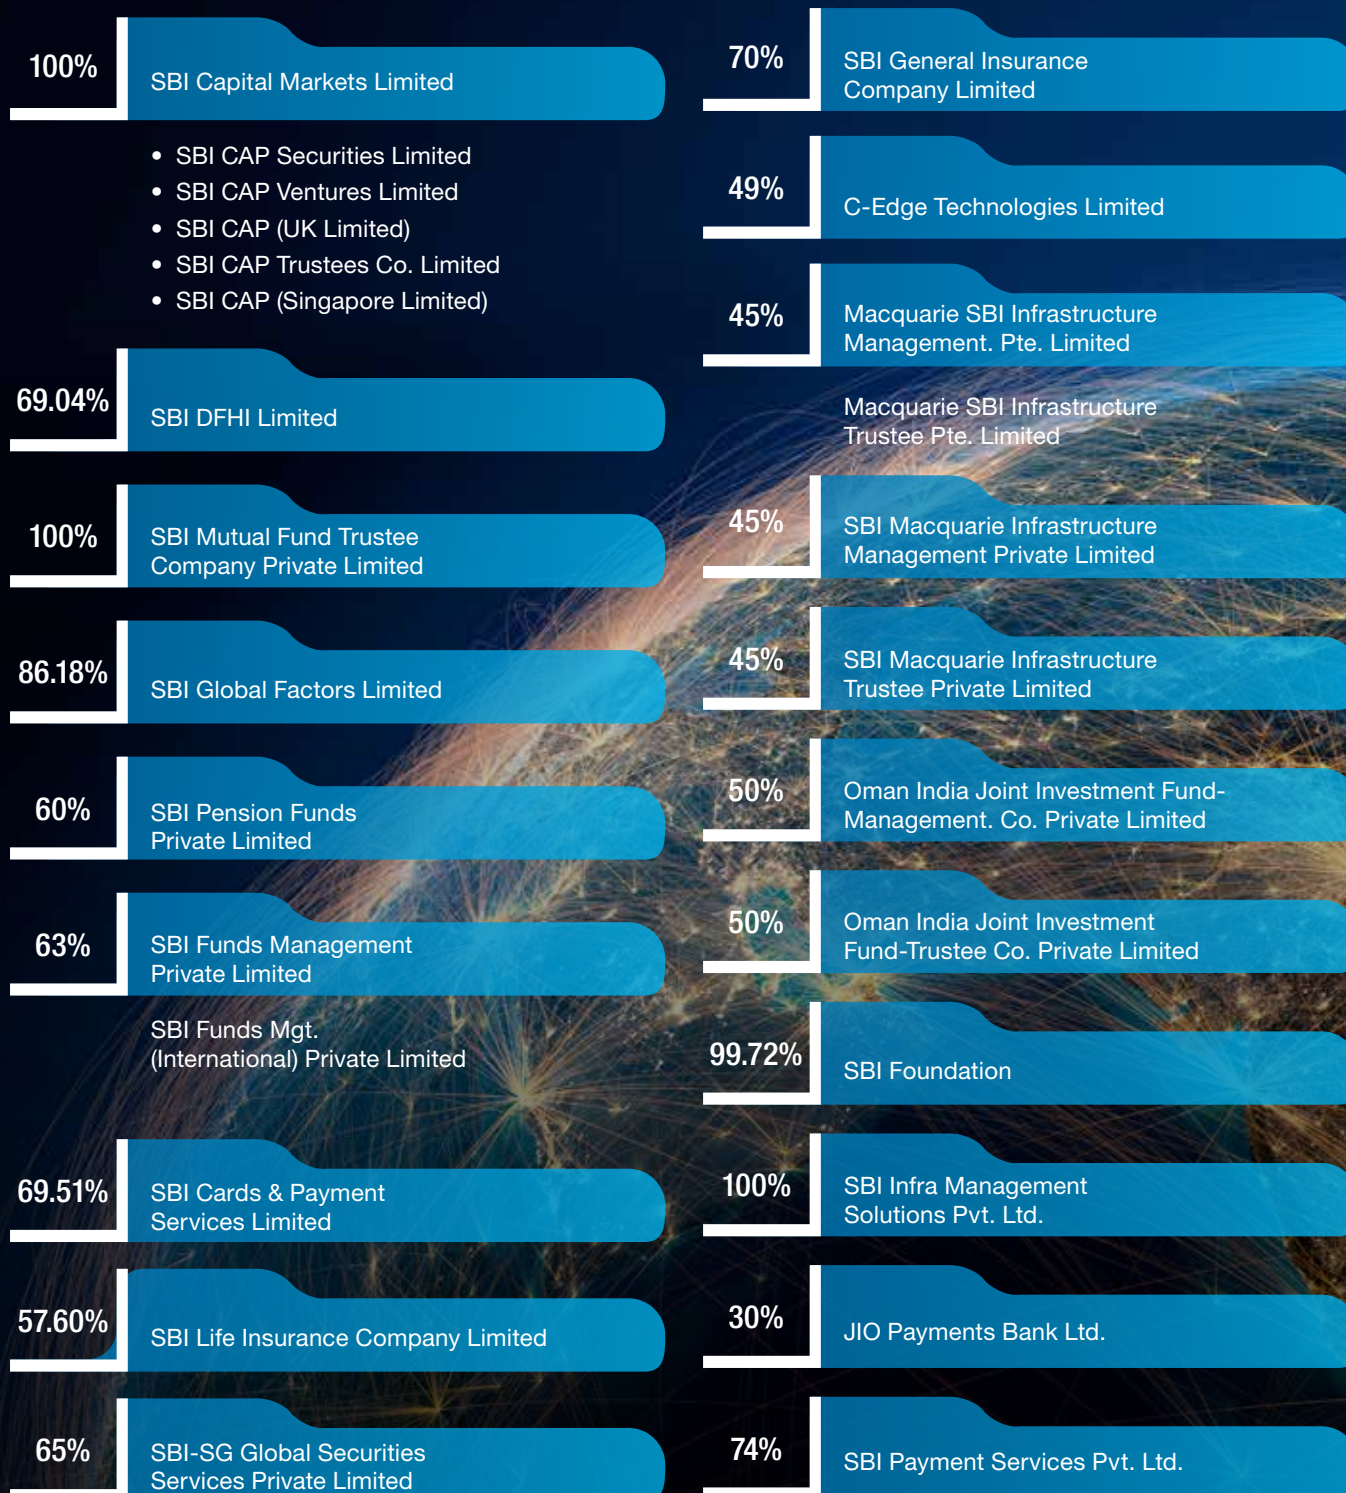 100%
SBI Capital Markets Limited
• SBI CAP Securities Limited
• SBI CAP Ventures Limited
• SBI CAP (UK Limited)
• SBI CAP Trustees Co. Limited
• SBI CAP (Singapore Limited)
69.04%
SBI DFHI Limited
100%
SBI Mutual Fund Trustee
Company Private Limited
86.18%
SBI Global Factors Limited
60%
SBI Pension Funds
Private Limited
63%
SBI Funds Management
Private Limited
SBI Funds Mgt.
(International) Private Limited
69.51%
SBI Cards & Payment
Services Limited
57.60%
SBI Life Insurance Company Limited
65%
SBI-SG Global Securities
Services Private Limited
70%
SBI General Insurance
Company Limited
49%
C-Edge Technologies Limited
45%
Macquarie SBI Infrastructure
Management. Pte. Limited
Macquarie SBI Infrastructure
Trustee Pte. Limited
45%
SBI Macquarie Infrastructure
Management Private Limited
45%
SBI Macquarie Infrastructure
Trustee Private Limited
50%
Oman India Joint Investment Fund-
Management. Co. Private Limited
50%
Oman India Joint Investment
Fund-Trustee Co. Private Limited
99.72%
SBI Foundation
100%
SBI Infra Management
Solutions Pvt. Ltd.
30%
JIO Payments Bank Ltd.
74%
SBI Payment Services Pvt. Ltd.